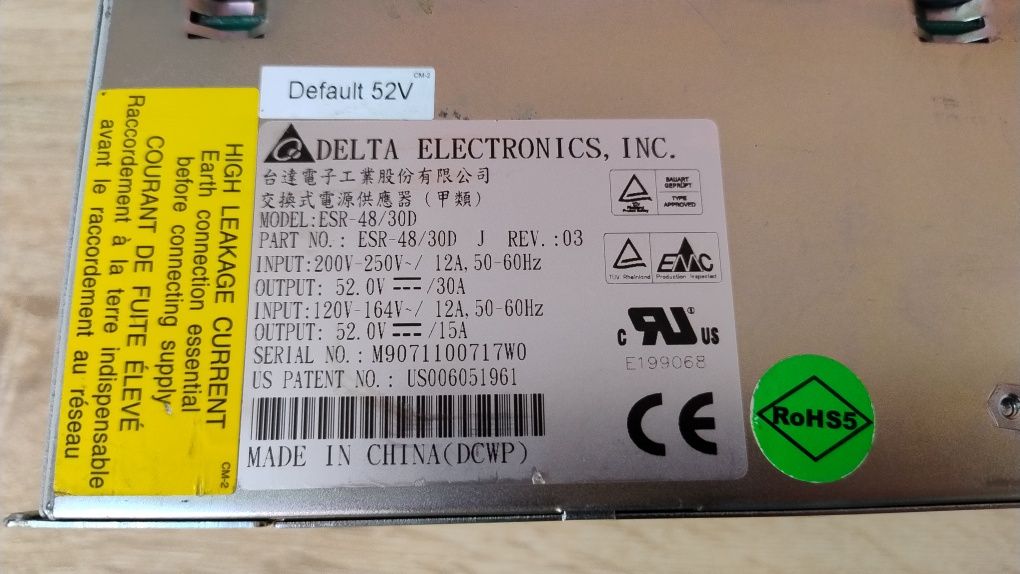 Default 52V
CM-2
HIGH LEAKAGE CURRENT
Earth connection essential
before connecting supply
COURANT DE FUITE ÉLEVÉ
Raccordement à la terre indispensable
avant le raccordement au réseau
CM-2
DELTA ELECTRONICS, INC.
台達電子工業股份有限公司
交換式電源供應器 (甲類)
MODEL:ESR-48/30D
PART NO.: ESR-48/30D J REV.:03
INPUT:200V-250V~/ 12A, 50-60Hz
OUTPUT: 52.0V⎓/30A
INPUT:120V-164V~/ 12A, 50-60Hz
OUTPUT: 52.0V⎓/15A
SERIAL NO.: M9071100717W0
US PATENT NO.: US006051961
MADE IN CHINA(DCWP)
TÜV
Product Safety
BAUART
GEPRÜFT
TYPE
APPROVED
TÜV Rheinland
EMC
Production Inspected
C RU ® US
E199068
CE
RoHS5